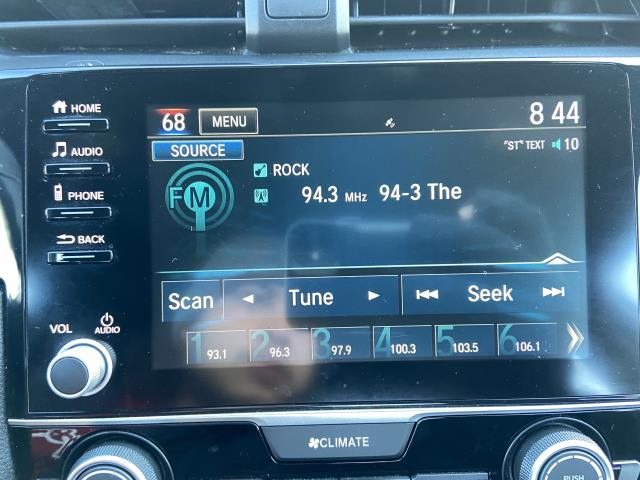 HOME
AUDIO
PHONE
BACK
VOL
AUDIO
68 MENU 8 44
SOURCE "ST" TEXT 10
FM
ROCK
94.3 MHz 94-3 The
Scan Tune Seek
1 93.1 2 96.3 3 97.9 4 100.3 5 103.5 6 106.1
CLIMATE
PUSH